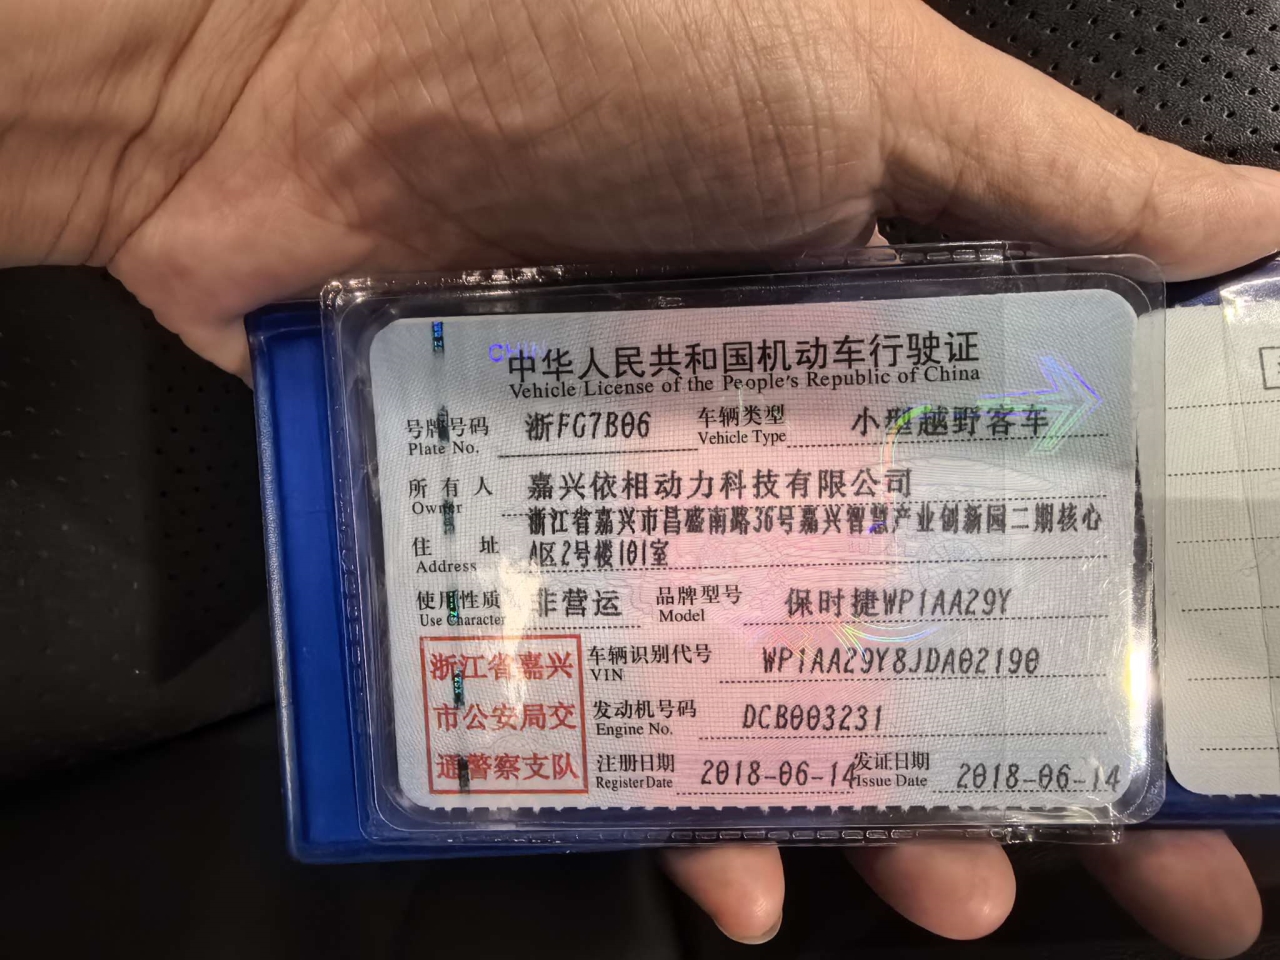 中华人民共和国机动车行驶证
Vehicle License of the People's Republic of China
号牌号码 浙FG7B06 车辆类型 小型越野客车
Plate No. Vehicle Type
所有人 嘉兴依相动力科技有限公司
Owner
浙江省嘉兴市昌盛南路36号嘉兴智慧产业创新园二期核心
住址 A区2号楼101室
Address
使用性质 非营运 品牌型号 保时捷WP1AA29Y
Use Character Model
浙江省嘉兴
市公安局交
通警察支队
车辆识别代号 WP1AA29Y8JDA02190
VIN
发动机号码 DCB003231
Engine No.
注册日期 2018-06-14 发证日期 2018-06-14
Register Date Issue Date